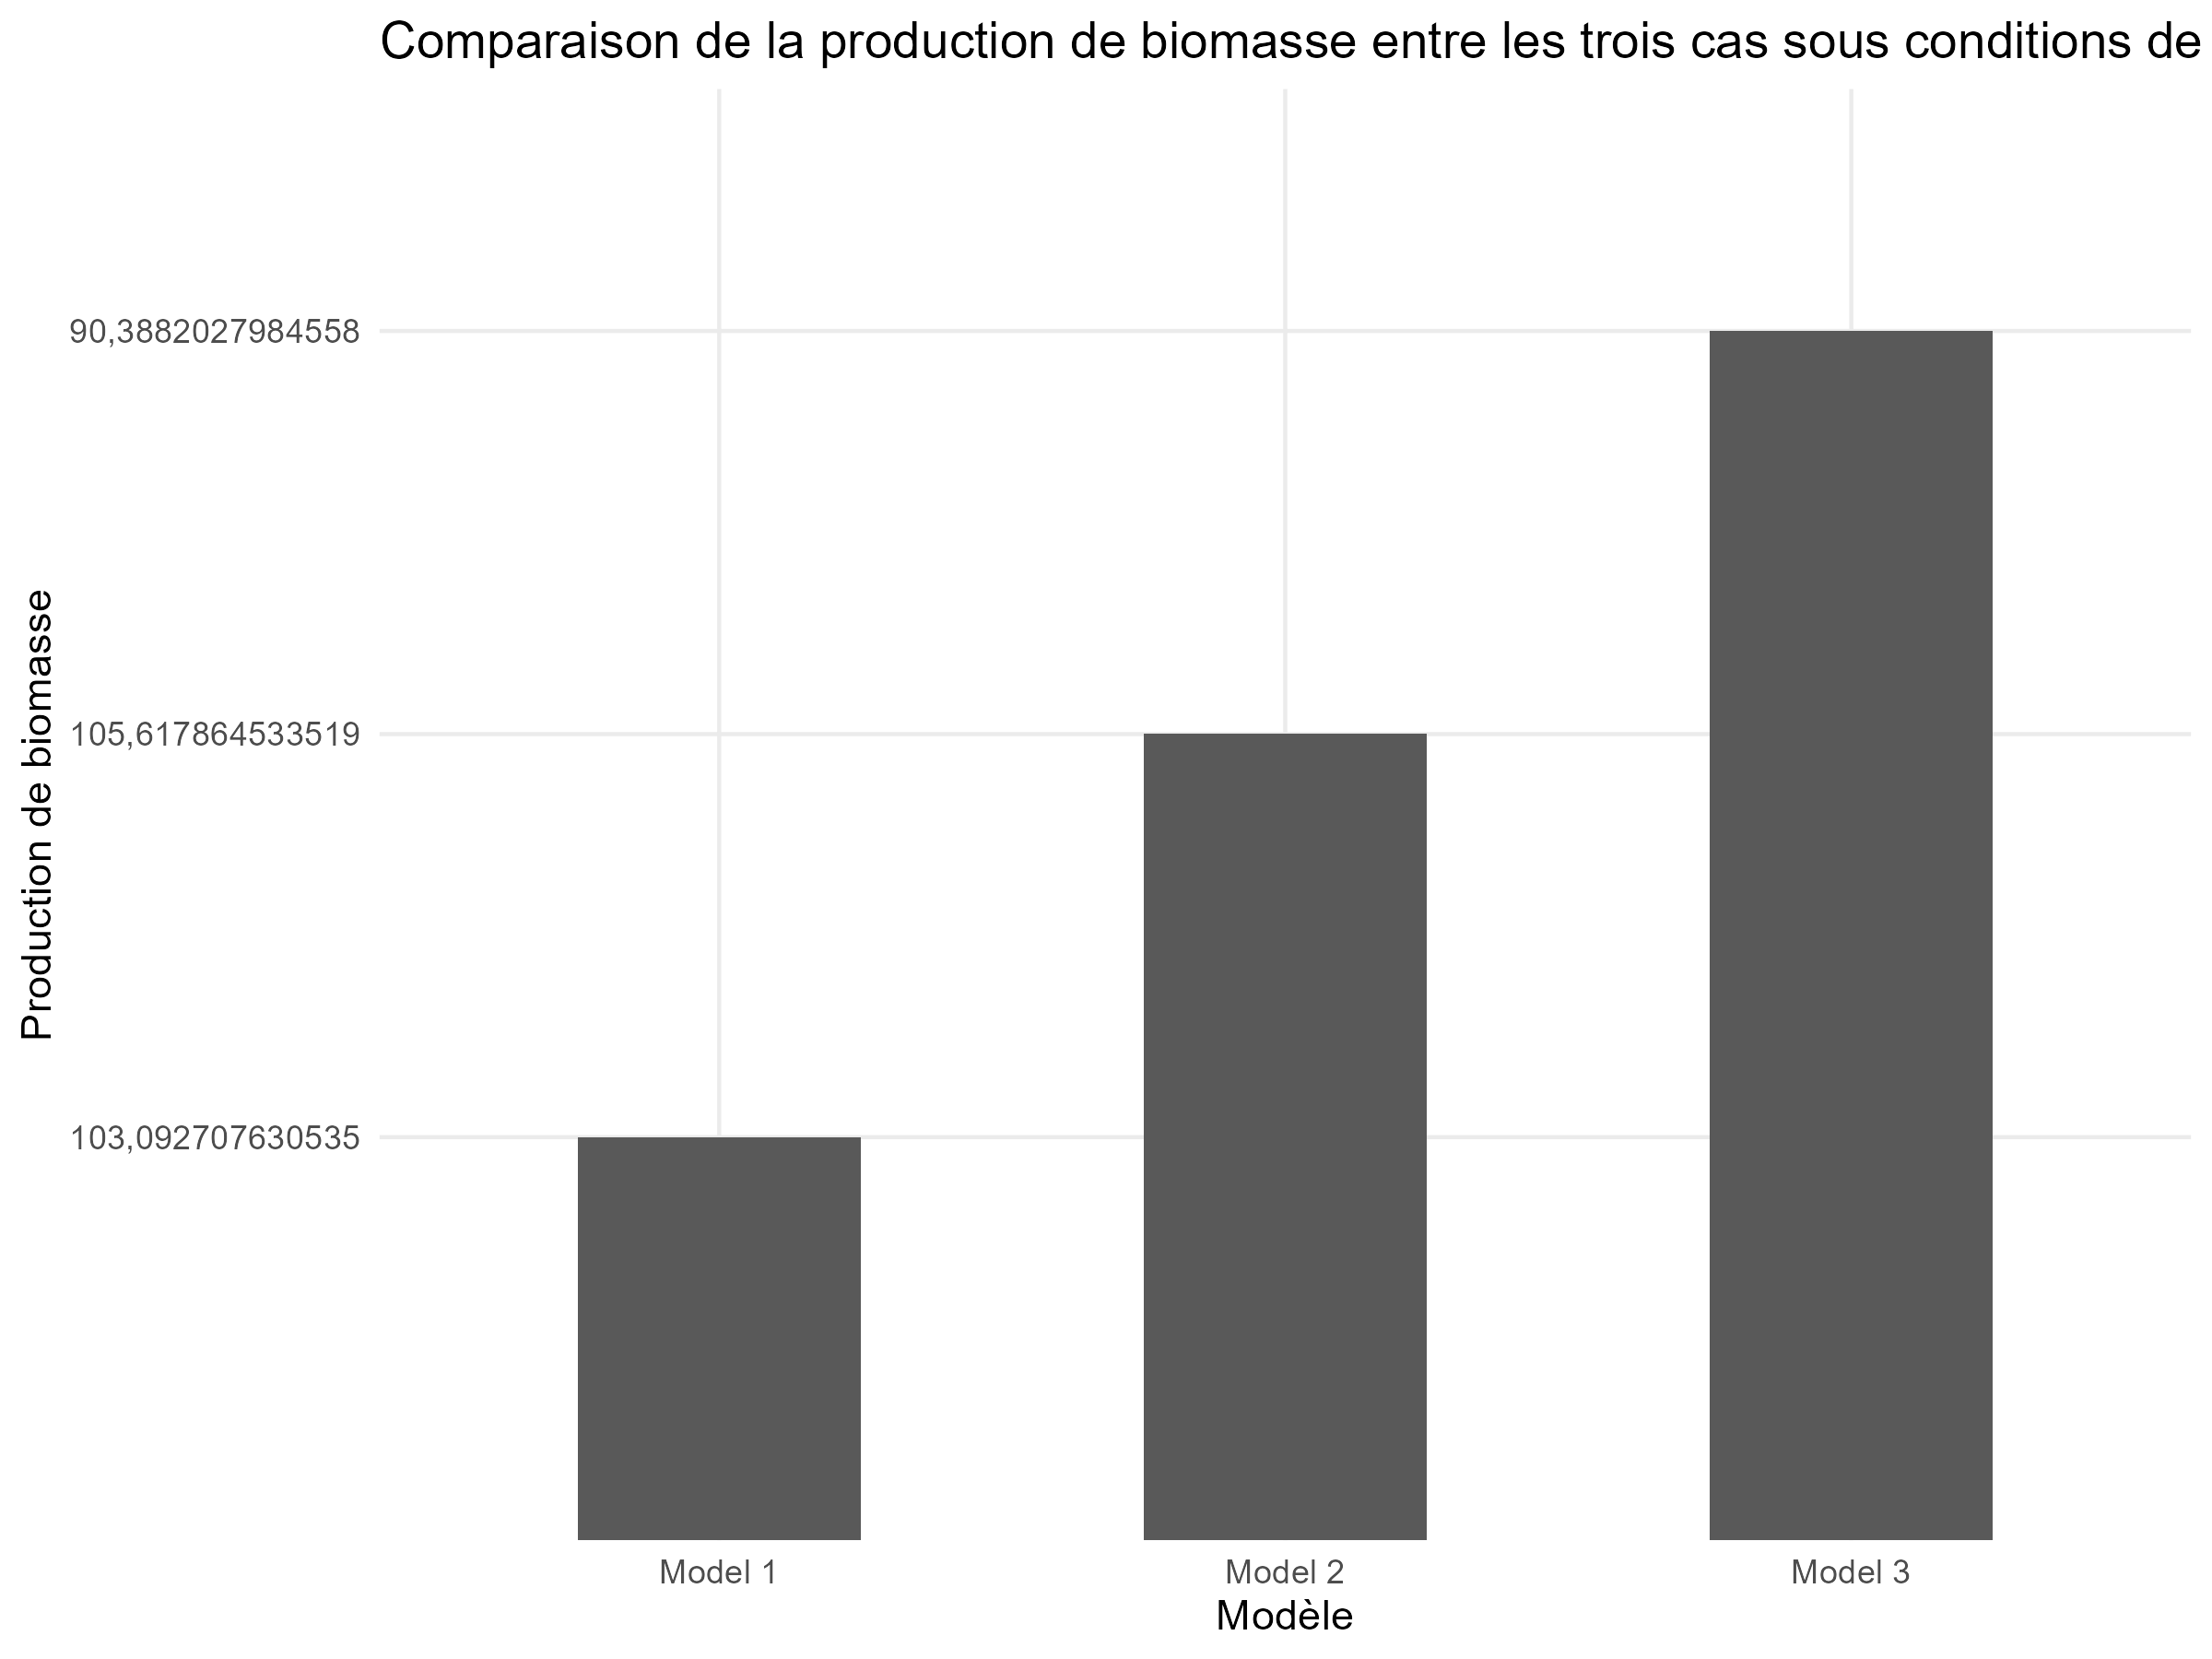 Comparaison de la production de biomasse entre les trois cas sous conditions de
90,3882027984558
105,617864533519
103,092707630535
Production de biomasse
Model 1
Model 2
Model 3
Modèle